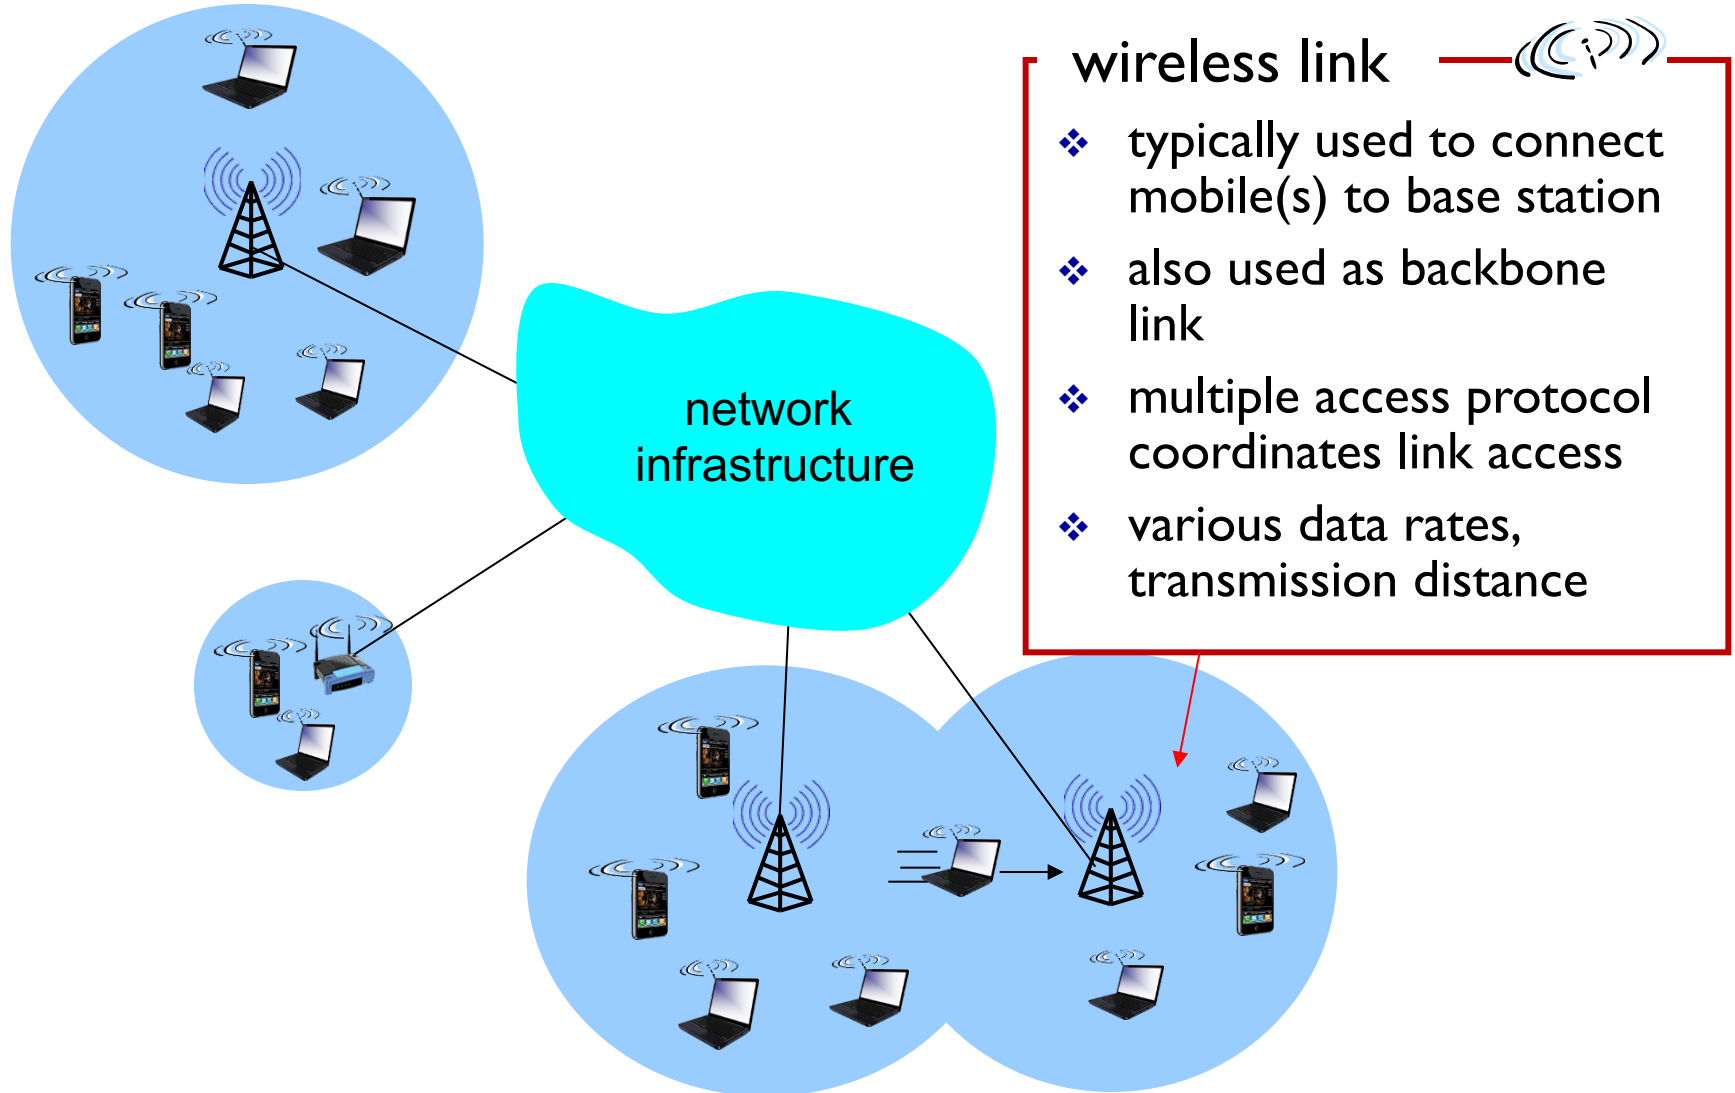 wireless link
❖ typically used to connect
mobile(s) to base station
❖ also used as backbone
link
❖ multiple access protocol
coordinates link access
❖ various data rates,
transmission distance
network
infrastructure